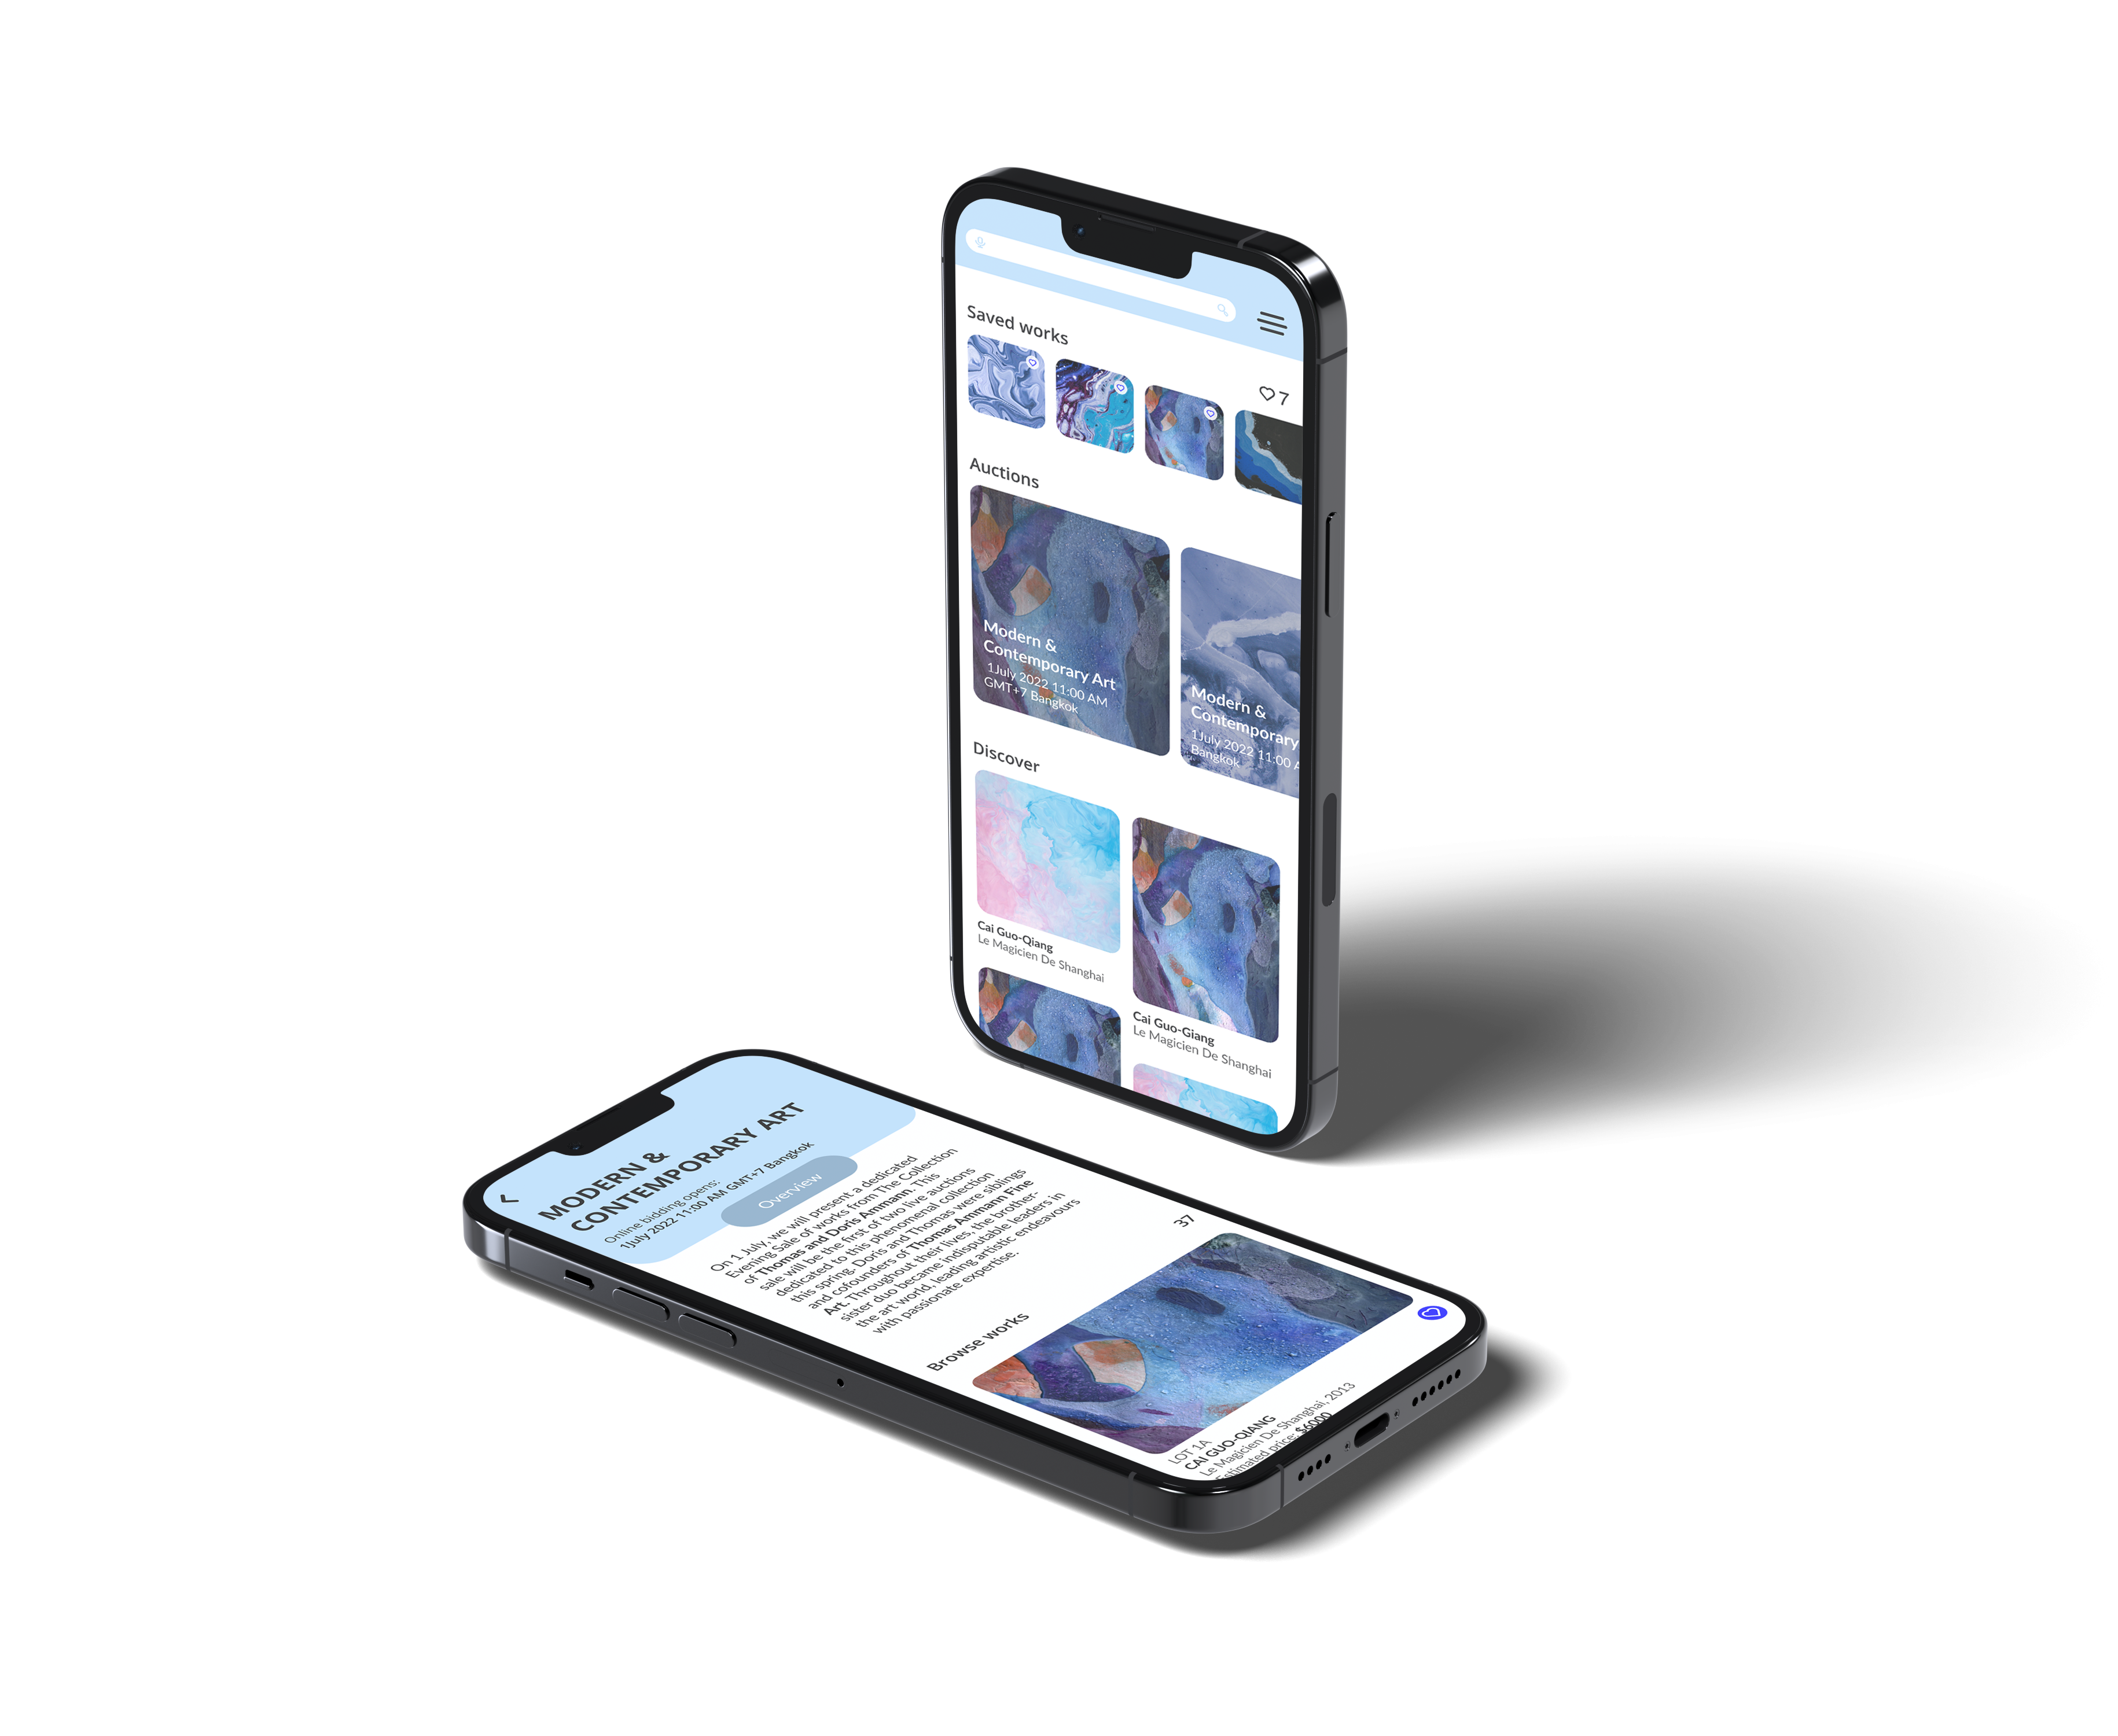 Saved works
7
Auctions
Modern &
Contemporary Art
1July 2022 11:00 AM
GMT+7 Bangkok
Modern &
Contemporary
1July 2022 11:00 A
Bangkok
Discover
Cai Guo-Qiang
Le Magicien De Shanghai
Cai Guo-Giang
Le Magicien De Shanghai
MODERN &
CONTEMPORARY ART
Online bidding opens:
1July 2022 11:00 AM GMT+7 Bangkok
Overview
On 1 July, we will present a dedicated
Evening Sale of works from The Collection
of Thomas and Doris Ammann. This
sale will be the first of two live auctions
dedicated to this phenomenal collection
this spring. Doris and Thomas were siblings
and cofounders of Thomas Ammann Fine
Art. Throughout their lives, the brother-
sister duo became indisputable leaders in
the art world, leading artistic endeavours
with passionate expertise.
Browse works
37
LOT 1A
CAI GUO-QIANG
Le Magicien De Shanghai, 2013
Estimated price: $6000